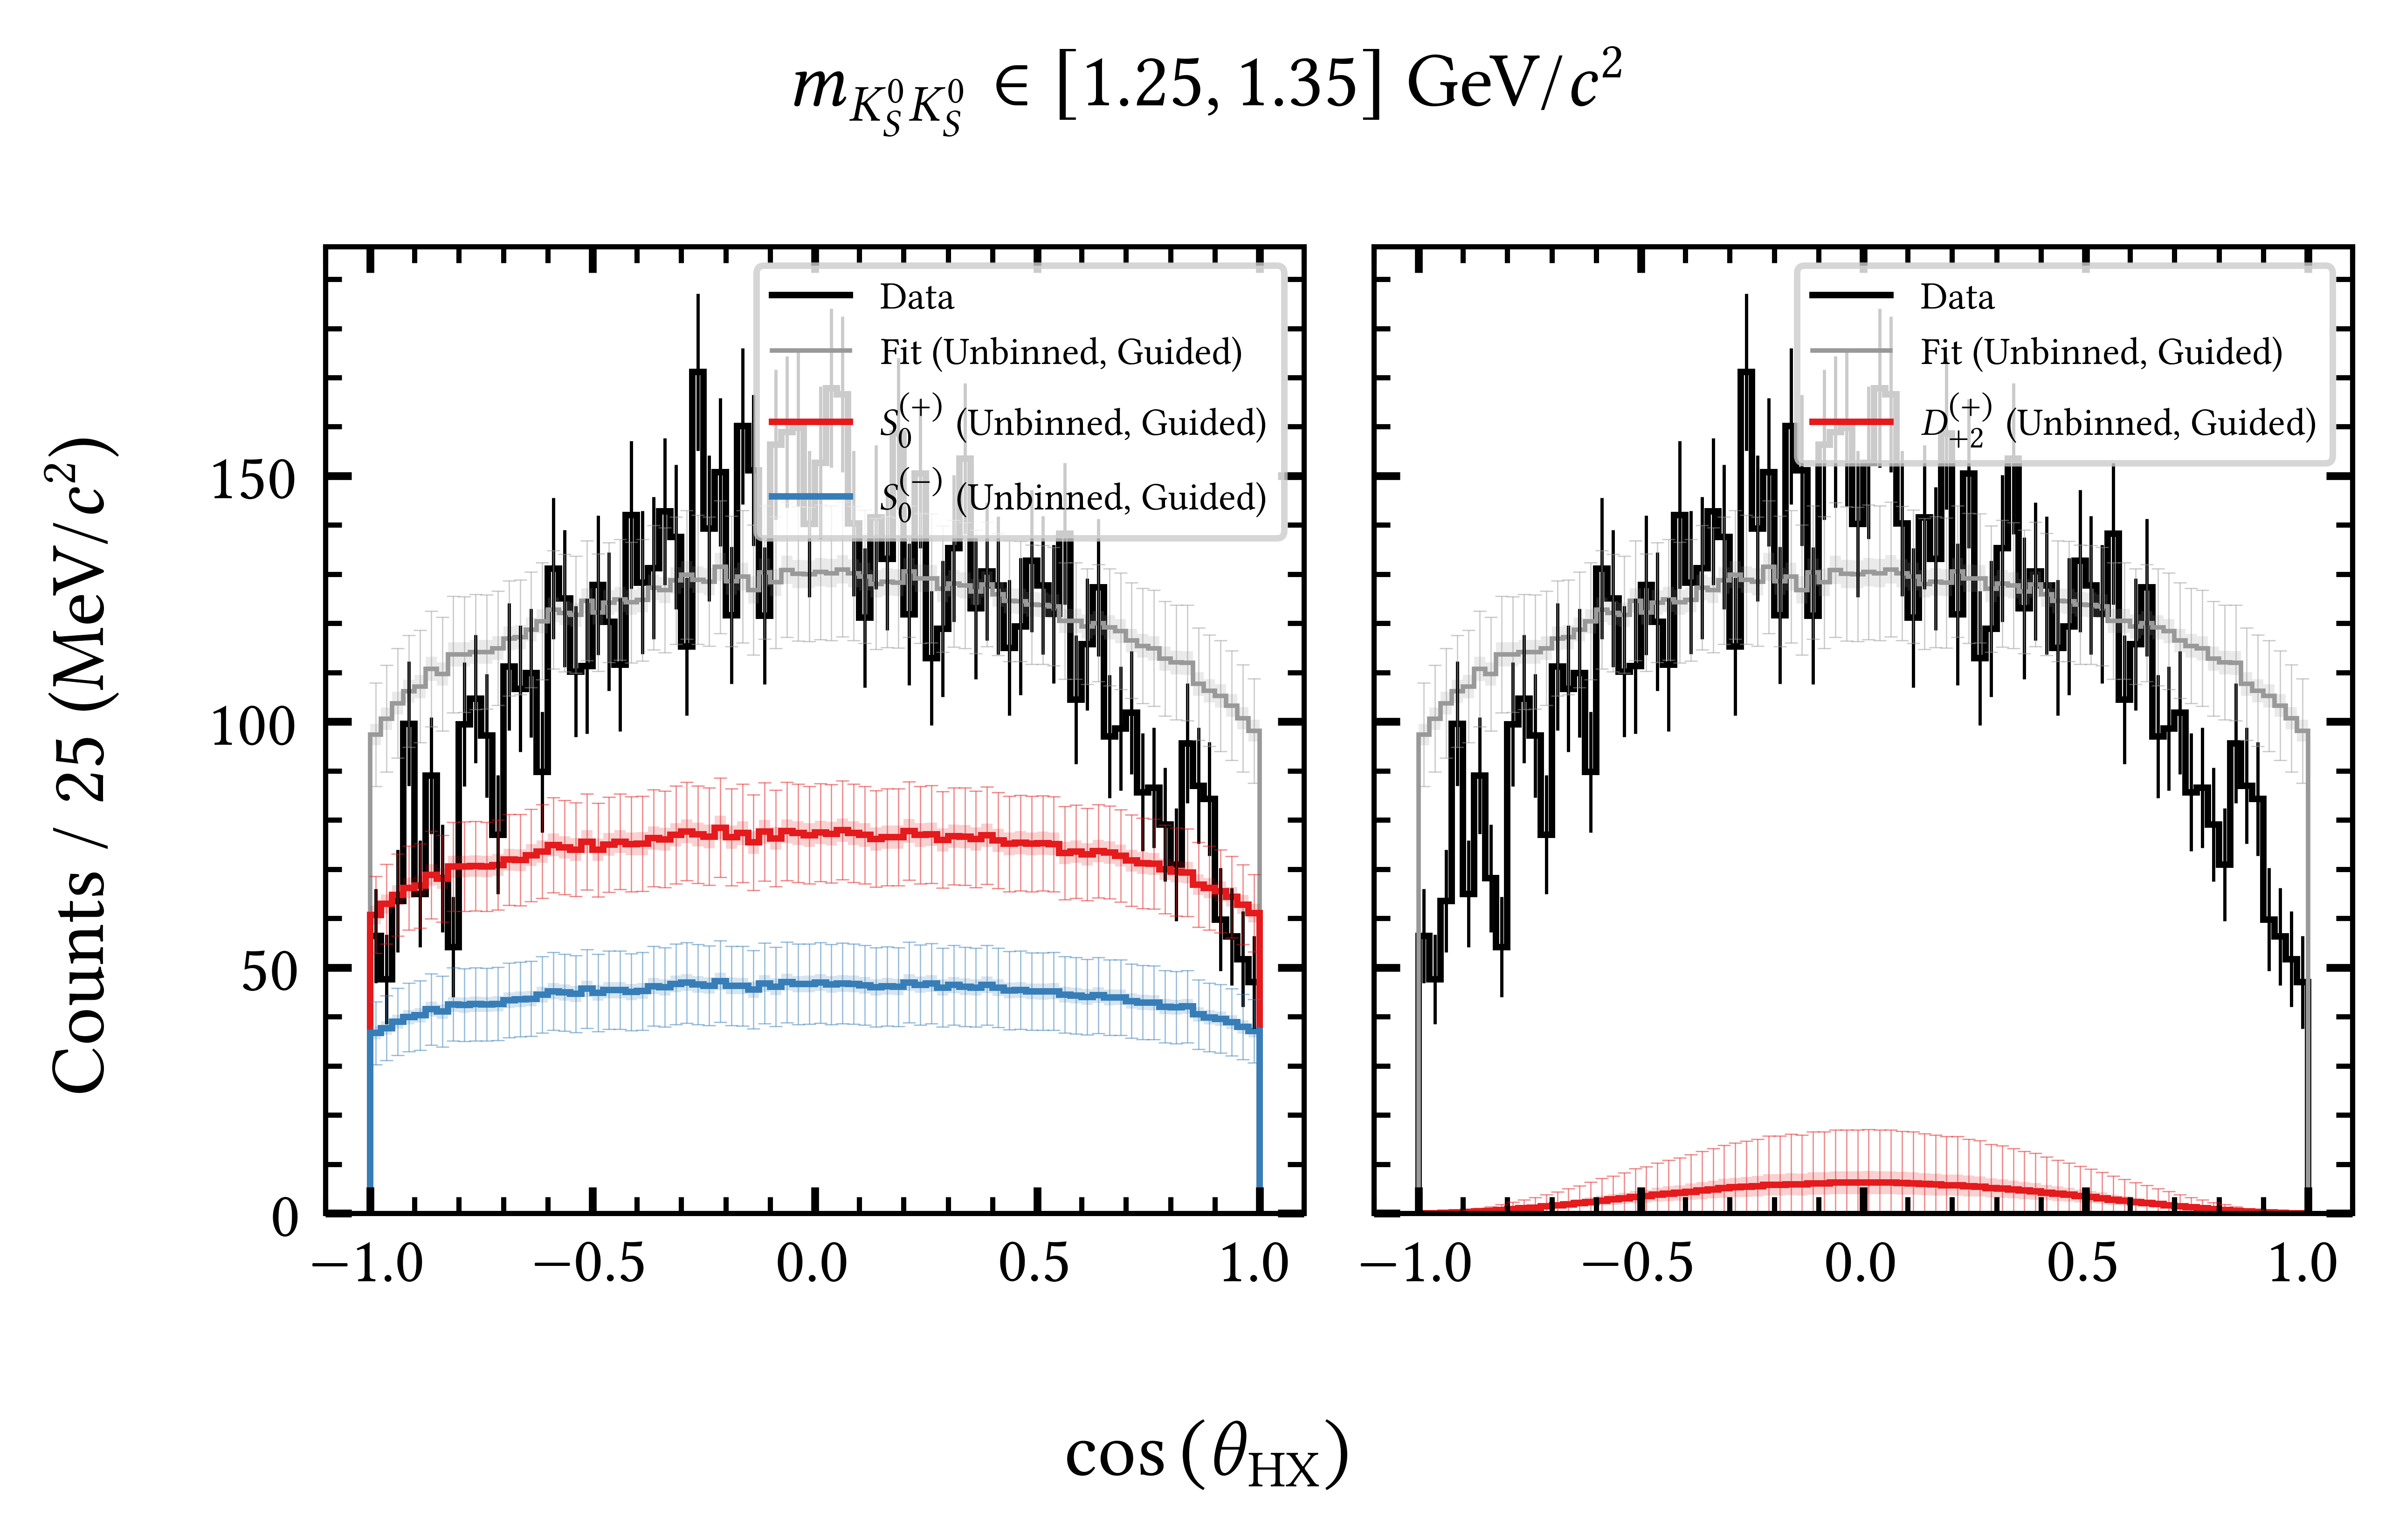 m_{K_S^0 K_S^0} ∈ [1.25, 1.35] GeV/c²
Counts / 25 (MeV/c²)
150
100
50
0
Data
Fit (Unbinned, Guided)
S_0^{(+)} (Unbinned, Guided)
S_0^{(−)} (Unbinned, Guided)
−1.0 −0.5 0.0 0.5 1.0
Data
Fit (Unbinned, Guided)
D_{+2}^{(+)} (Unbinned, Guided)
−1.0 −0.5 0.0 0.5 1.0
cos (θ_HX)